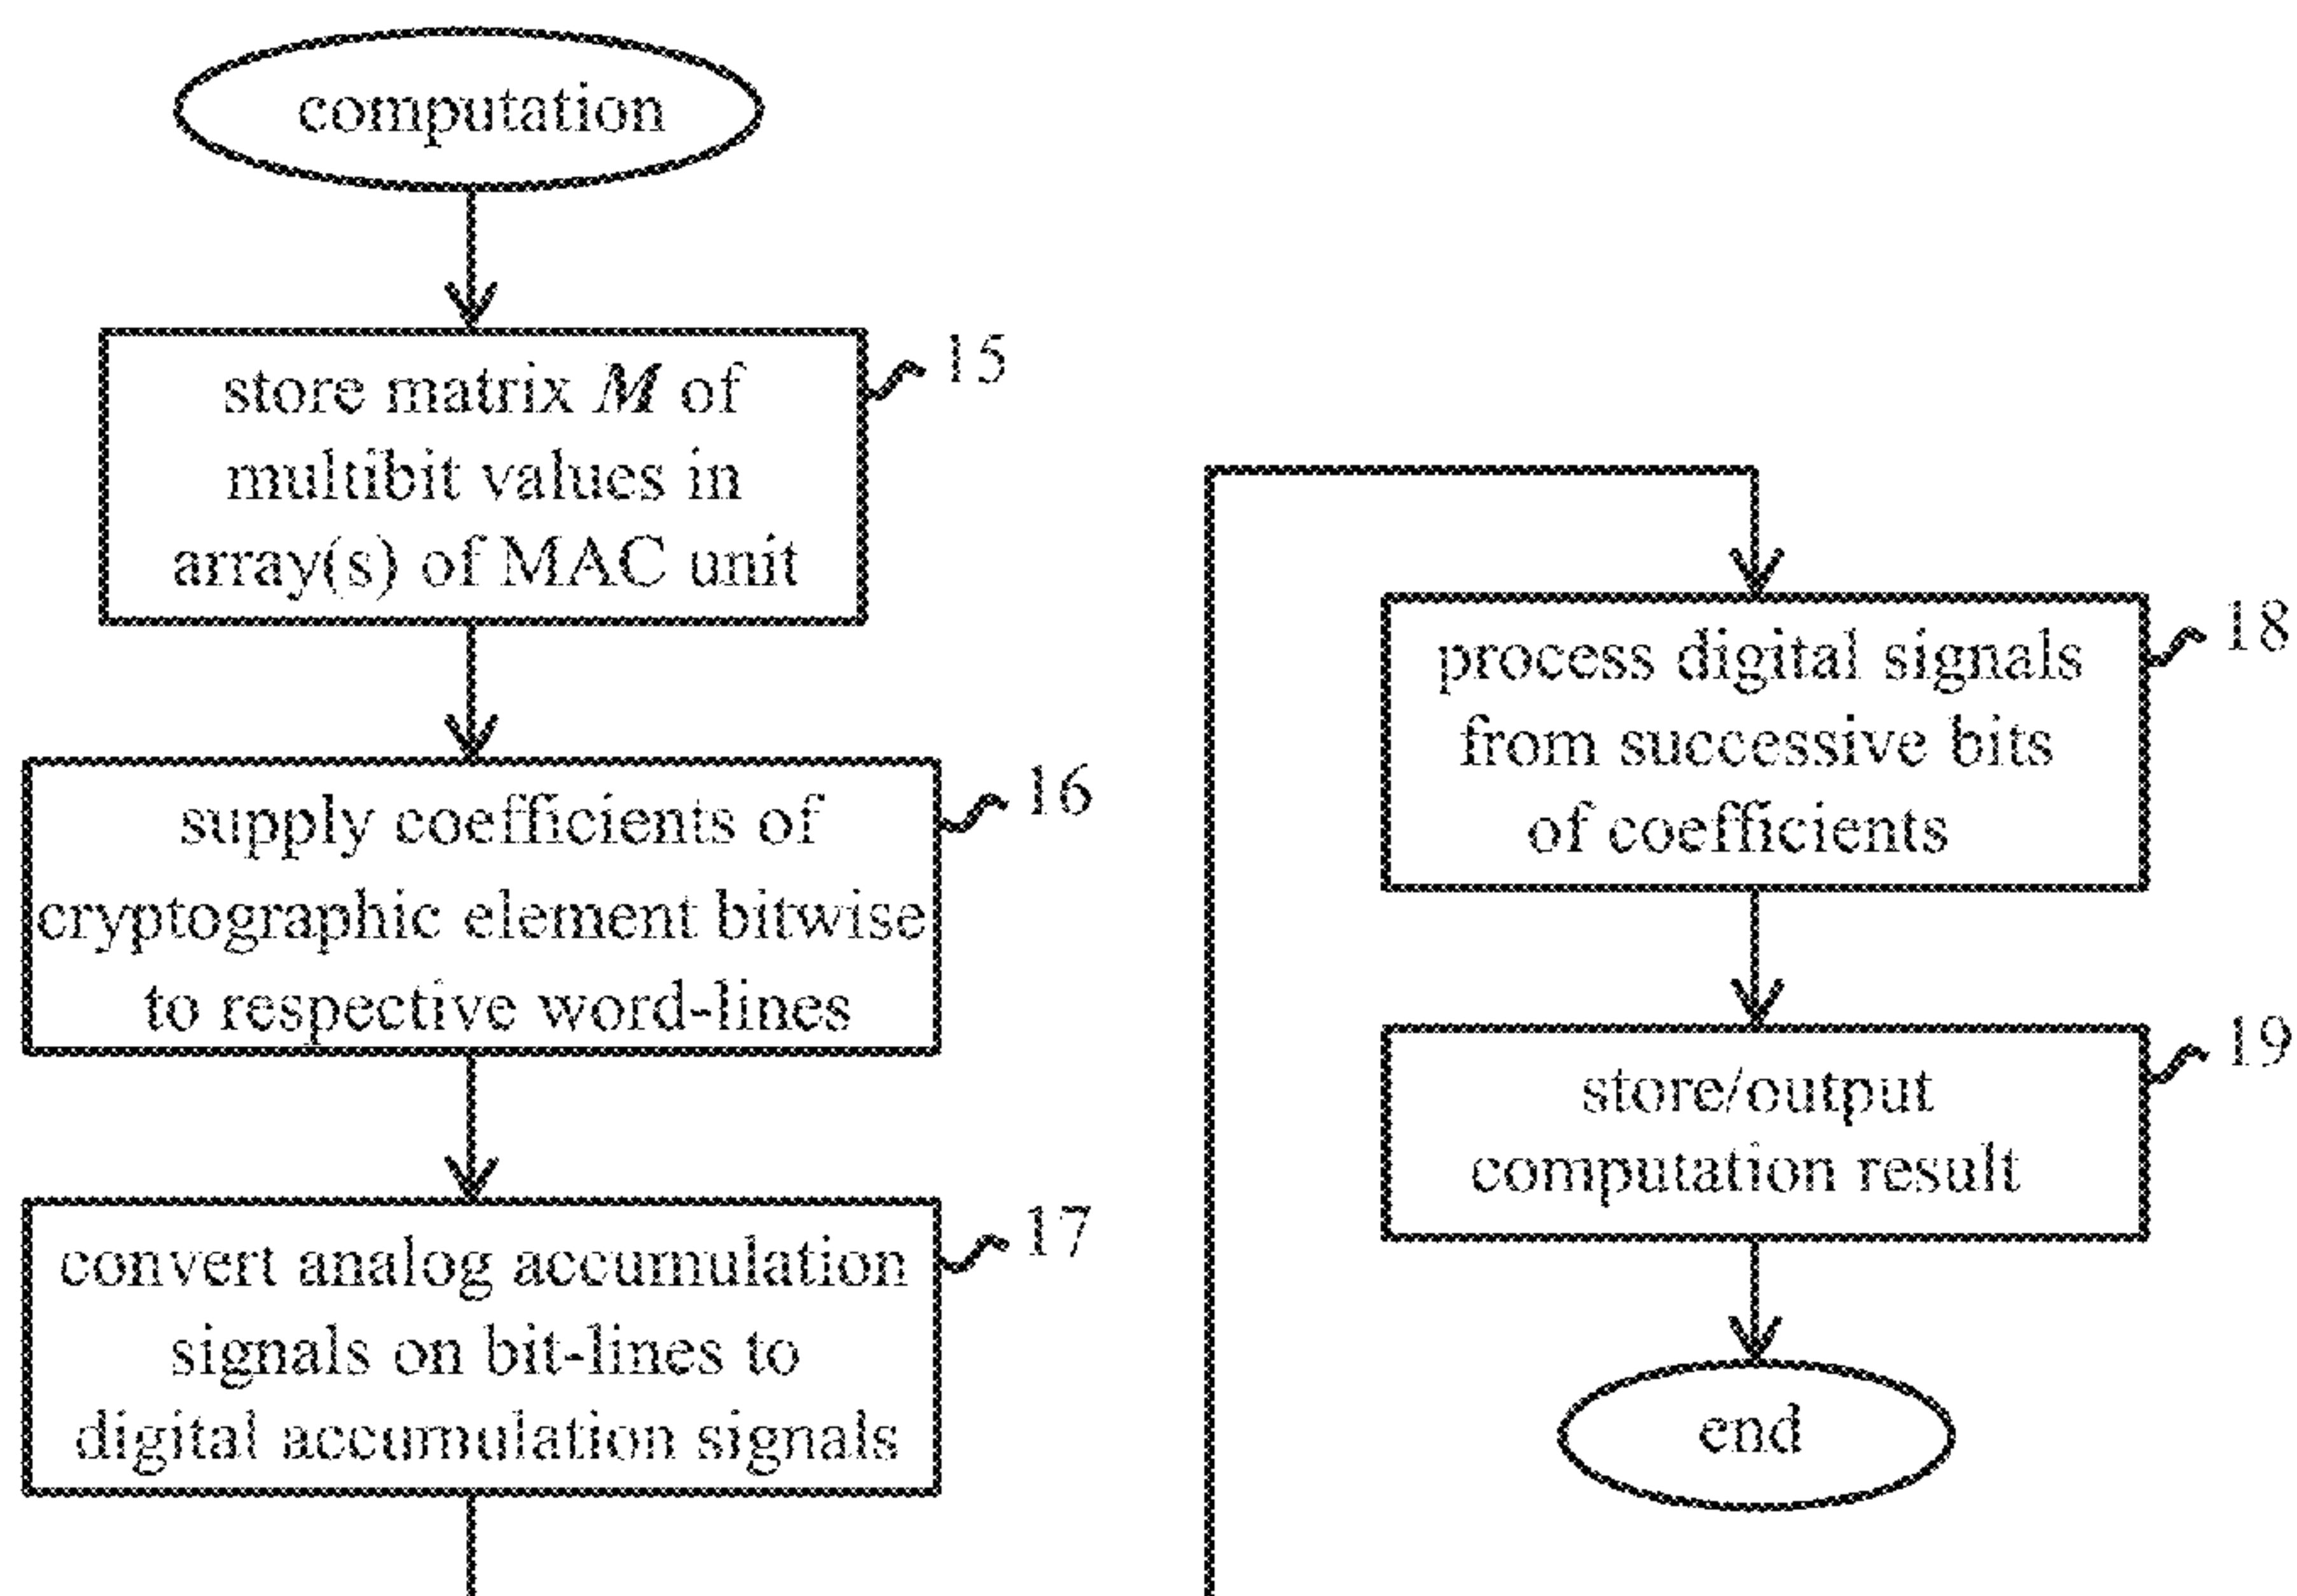 computation
15
store matrix M of
multibit values in
array(s) of MAC unit
16
supply coefficients of
cryptographic element bitwise
to respective word-lines
17
convert analog accumulation
signals on bit-lines to
digital accumulation signals
18
process digital signals
from successive bits
of coefficients
19
store/output
computation result
end